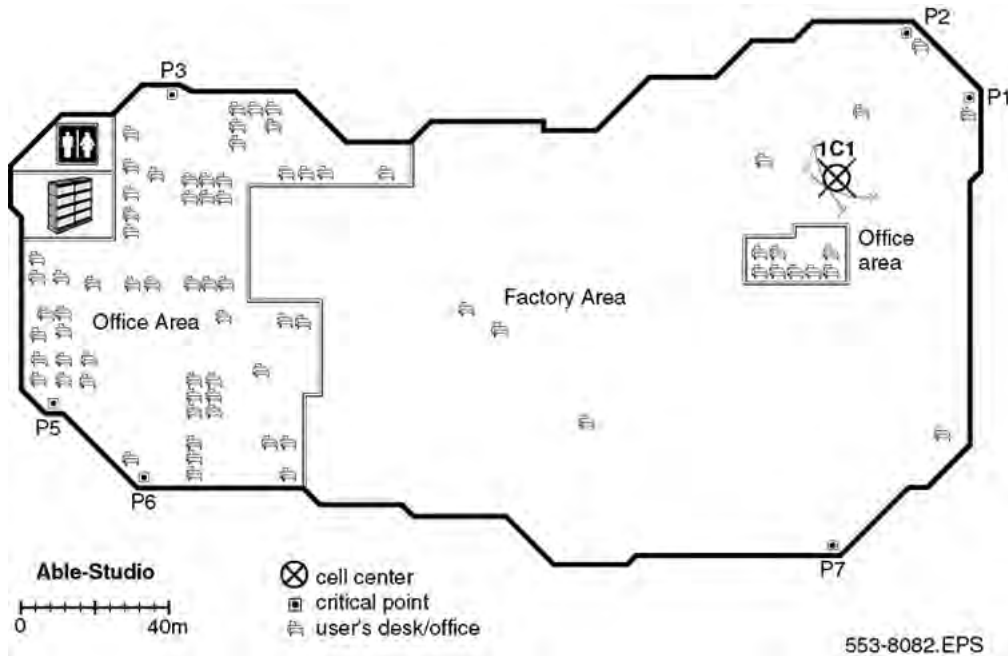 P2
P3
P1
1C1
Office
area
Factory Area
Office Area
P5
P6
P7
Able-Studio
0 40m
cell center
critical point
user's desk/office
553-8082.EPS